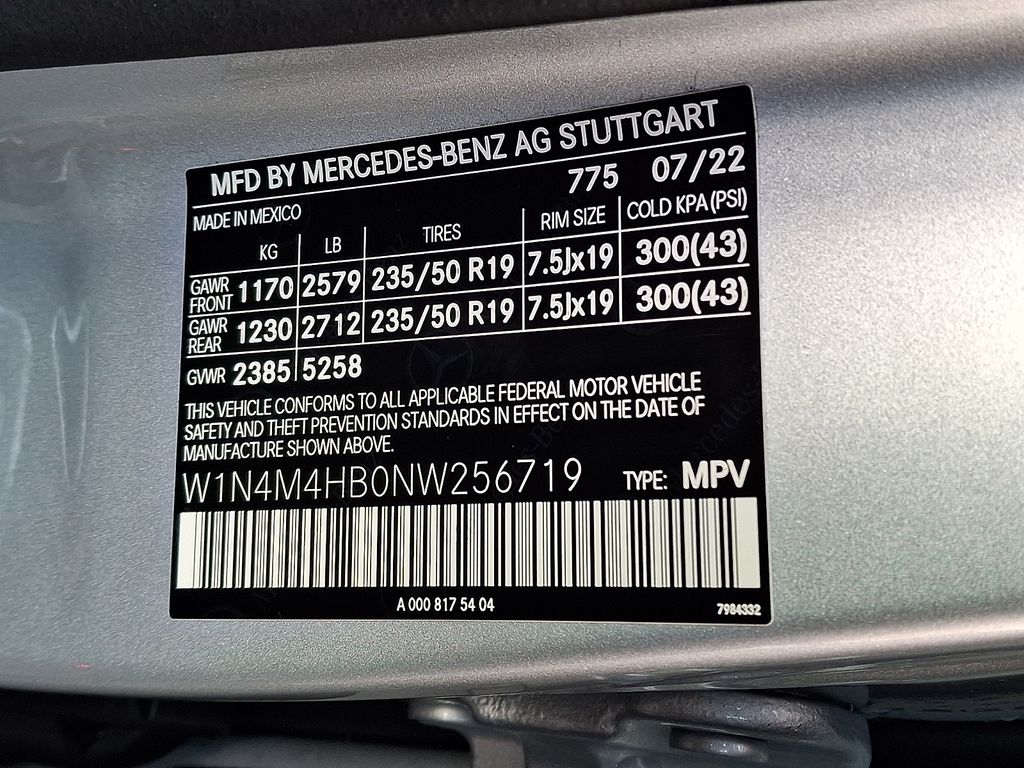 MFD BY MERCEDES-BENZ AG STUTTGART
775 07/22
MADE IN MEXICO
KG LB TIRES RIM SIZE COLD KPA (PSI)
GAWR FRONT 1170 2579 235/50 R19 7.5Jx19 300(43)
GAWR REAR 1230 2712 235/50 R19 7.5Jx19 300(43)
GVWR 2385 5258
THIS VEHICLE CONFORMS TO ALL APPLICABLE FEDERAL MOTOR VEHICLE
SAFETY AND THEFT PREVENTION STANDARDS IN EFFECT ON THE DATE OF
MANUFACTURE SHOWN ABOVE.
W1N4M4HB0NW256719 TYPE: MPV
A 000 817 54 04 7984332